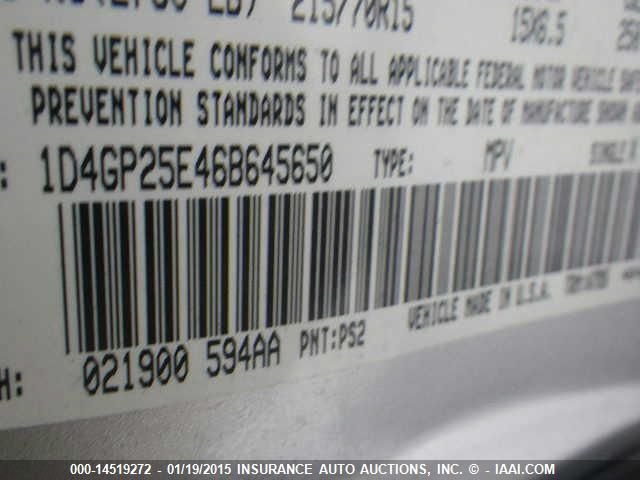 215/70R15 15X6.5
THIS VEHICLE CONFORMS TO ALL APPLICABLE FEDERAL MOTOR VEHICLE
PREVENTION STANDARDS IN EFFECT ON THE DATE OF MANUFACTURE SHOWN
: 1D4GP25E46B645650 TYPE: MPV SINGLE
VEHICLE MADE IN U.S.A.
H: 021900 594AA PNT:PS2
000-14519272 - 01/19/2015 INSURANCE AUTO AUCTIONS, INC. © - IAAI.COM